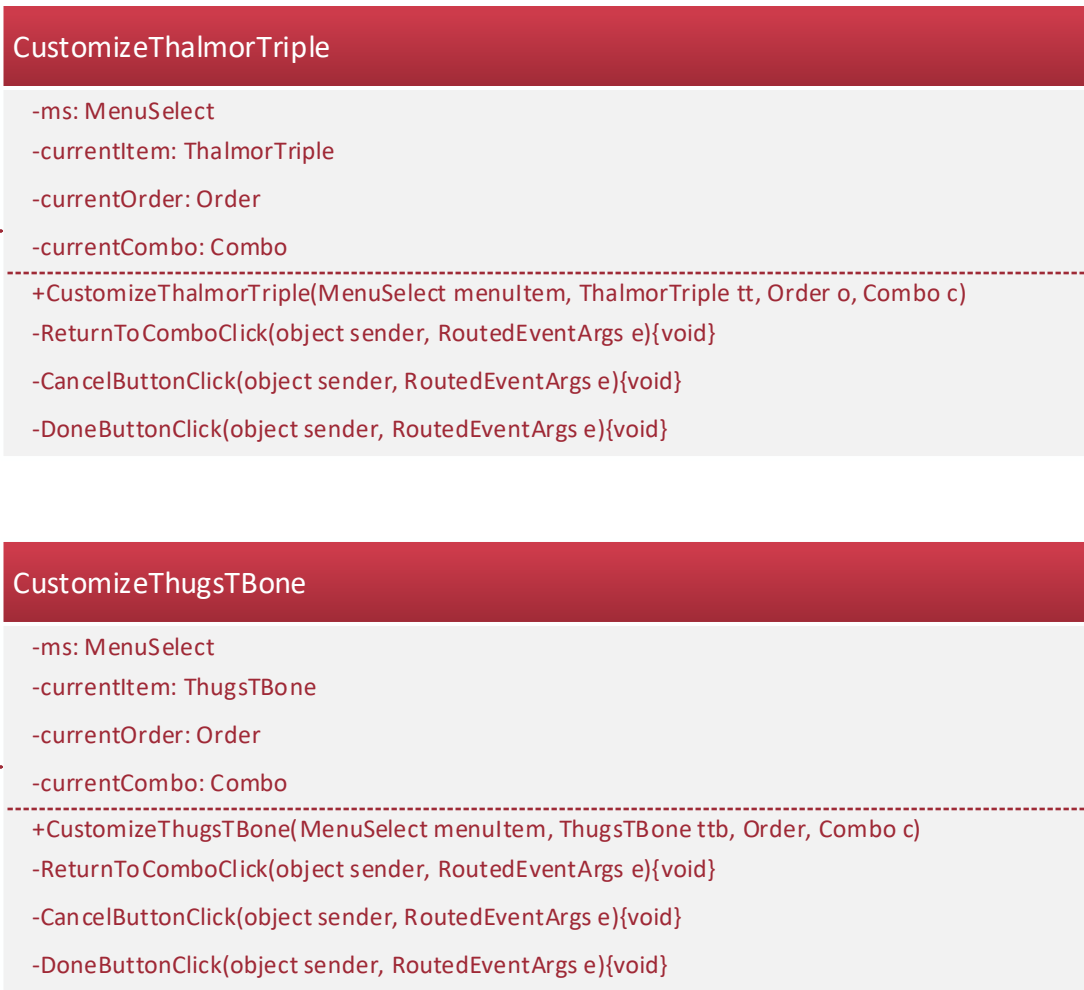 CustomizeThalmorTriple
-ms: MenuSelect
-currentItem: ThalmorTriple
-currentOrder: Order
-currentCombo: Combo
+CustomizeThalmorTriple(MenuSelect menuItem, ThalmorTriple tt, Order o, Combo c)
-ReturnToComboClick(object sender, RoutedEventArgs e){void}
-CancelButtonClick(object sender, RoutedEventArgs e){void}
-DoneButtonClick(object sender, RoutedEventArgs e){void}
CustomizeThugsTBone
-ms: MenuSelect
-currentItem: ThugsTBone
-currentOrder: Order
-currentCombo: Combo
+CustomizeThugsTBone(MenuSelect menuItem, ThugsTBone ttb, Order, Combo c)
-ReturnToComboClick(object sender, RoutedEventArgs e){void}
-CancelButtonClick(object sender, RoutedEventArgs e){void}
-DoneButtonClick(object sender, RoutedEventArgs e){void}